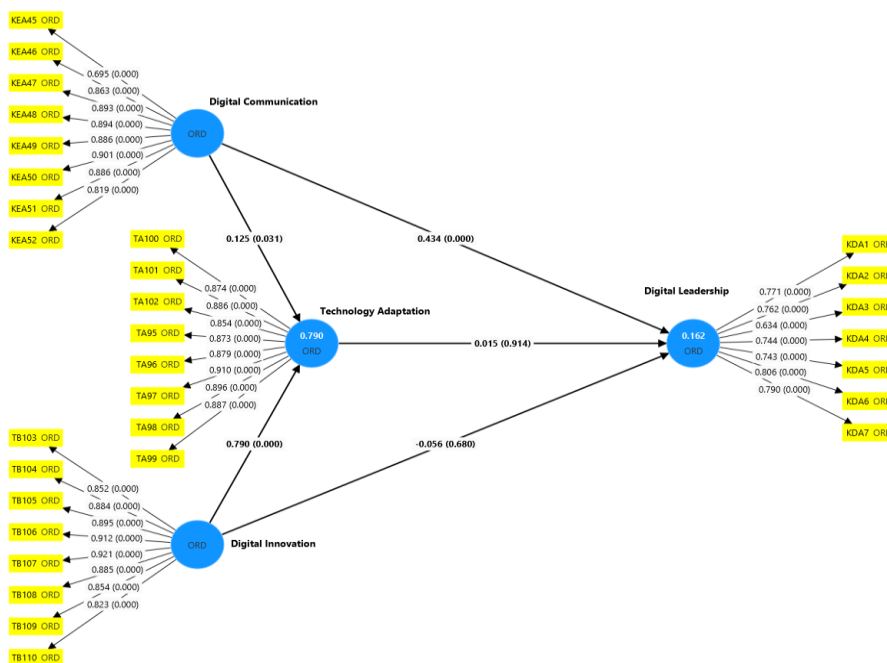 KEA45 ORD
KEA46 ORD
KEA47 ORD
KEA48 ORD
KEA49 ORD
KEA50 ORD
KEA51 ORD
KEA52 ORD
0.695 (0.000)
0.863 (0.000)
0.893 (0.000)
0.894 (0.000)
0.886 (0.000)
0.901 (0.000)
0.886 (0.000)
0.819 (0.000)
Digital Communication
ORD
0.125 (0.031)
0.434 (0.000)
TA100 ORD
TA101 ORD
TA102 ORD
TA95 ORD
TA96 ORD
TA97 ORD
TA98 ORD
TA99 ORD
0.874 (0.000)
0.886 (0.000)
0.854 (0.000)
0.873 (0.000)
0.879 (0.000)
0.910 (0.000)
0.896 (0.000)
0.887 (0.000)
Technology Adaptation
0.790
ORD
0.015 (0.914)
Digital Leadership
0.162
ORD
0.771 (0.000)
0.762 (0.000)
0.634 (0.000)
0.744 (0.000)
0.743 (0.000)
0.806 (0.000)
0.790 (0.000)
KDA1 ORD
KDA2 ORD
KDA3 ORD
KDA4 ORD
KDA5 ORD
KDA6 ORD
KDA7 ORD
0.790 (0.000)
-0.056 (0.680)
TB103 ORD
TB104 ORD
TB105 ORD
TB106 ORD
TB107 ORD
TB108 ORD
TB109 ORD
TB110 ORD
0.852 (0.000)
0.884 (0.000)
0.895 (0.000)
0.912 (0.000)
0.921 (0.000)
0.885 (0.000)
0.854 (0.000)
0.823 (0.000)
ORD
Digital Innovation